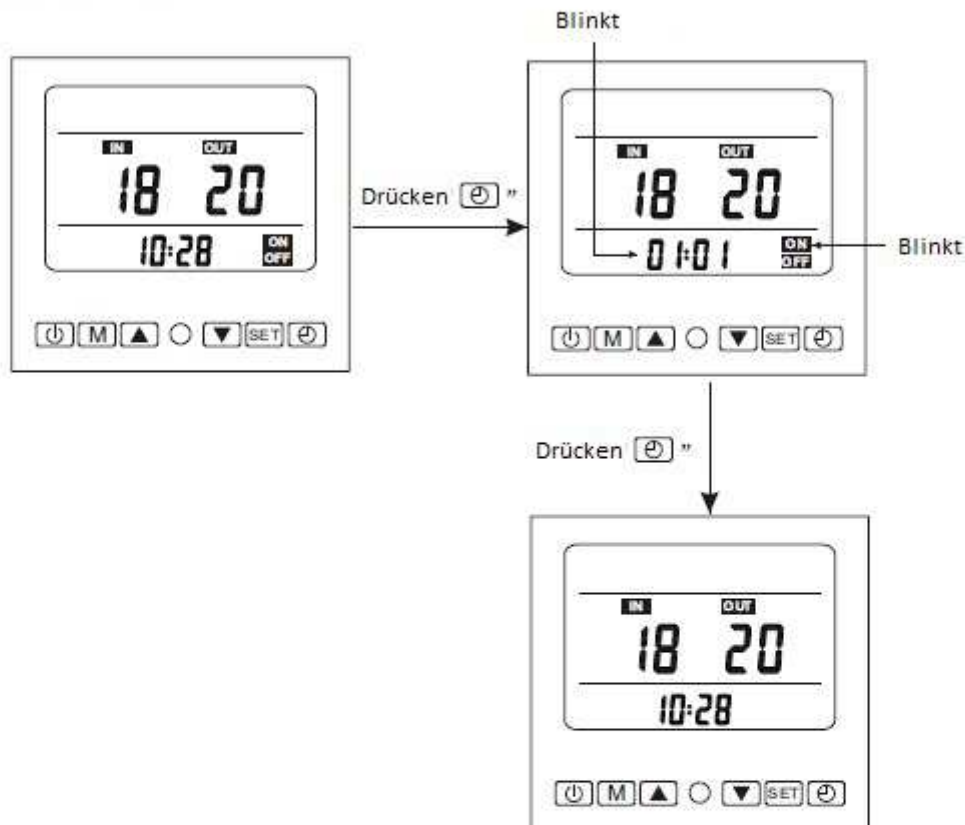 Blinkt
IN OUT
18 20
10:28 ON
OFF
M SET
Drücken ”
IN OUT
18 20
01:01 ON
OFF
Blinkt
M SET
Drücken ”
IN OUT
18 20
10:28
M SET